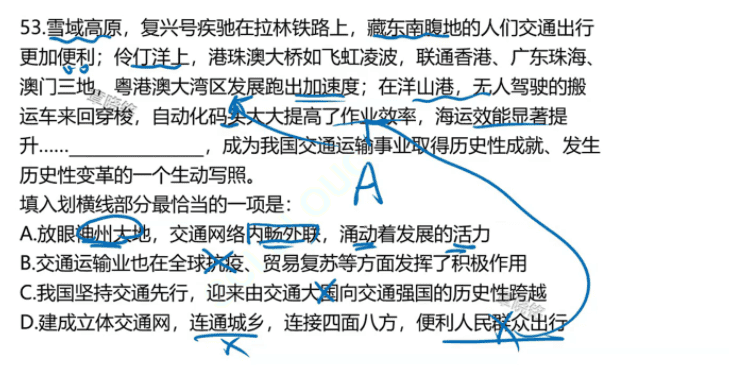 53.雪域高原，复兴号疾驰在拉林铁路上，藏东南腹地的人们交通出行
更加便利；伶仃洋上，港珠澳大桥如飞虹凌波，联通香港、广东珠海、
澳门三地，粤港澳大湾区发展跑出加速度；在洋山港，无人驾驶的搬
运车来回穿梭，自动化码头大大提高了作业效率，海运效能显著提
升……________________，成为我国交通运输事业取得历史性成就、发生
历史性变革的一个生动写照。
A
填入划横线部分最恰当的一项是：
A.放眼神州大地，交通网络内畅外联，涌动着发展的活力
B.交通运输业也在全球抗疫、贸易复苏等方面发挥了积极作用
C.我国坚持交通先行，迎来由交通大国向交通强国的历史性跨越
D.建成立体交通网，连通城乡，连接四面八方，便利人民群众出行